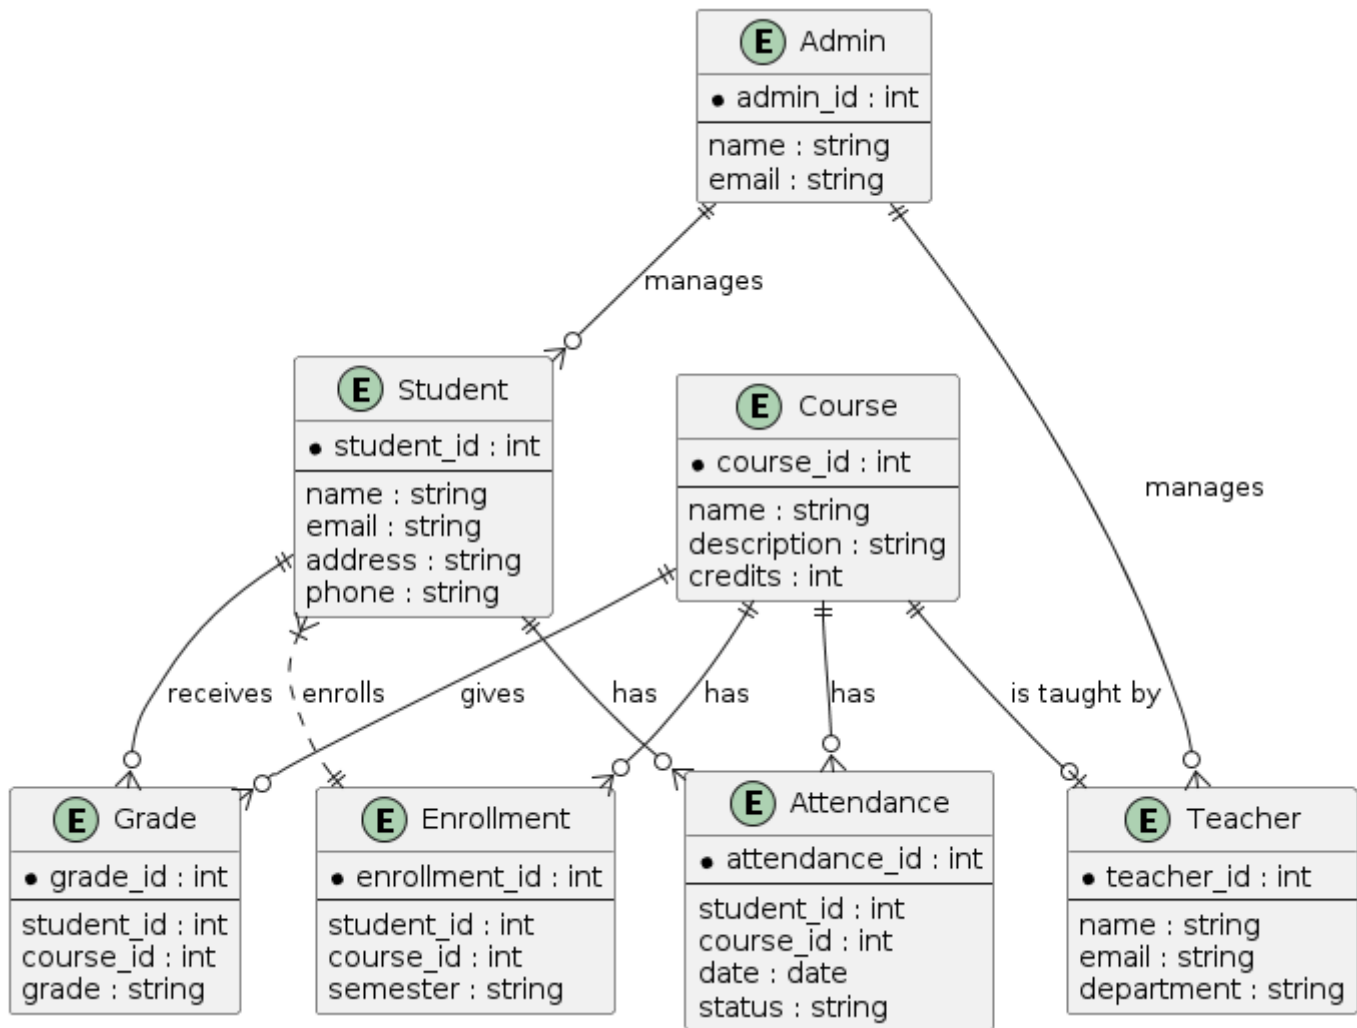 E Admin
admin_id : int
name : string
email : string
manages
E Student
student_id : int
name : string
email : string
address : string
phone : string
E Course
course_id : int
name : string
description : string
credits : int
manages
receives
enrolls
gives
has
has
has
is taught by
E Grade
grade_id : int
student_id : int
course_id : int
grade : string
E Enrollment
enrollment_id : int
student_id : int
course_id : int
semester : string
E Attendance
attendance_id : int
student_id : int
course_id : int
date : date
status : string
E Teacher
teacher_id : int
name : string
email : string
department : string